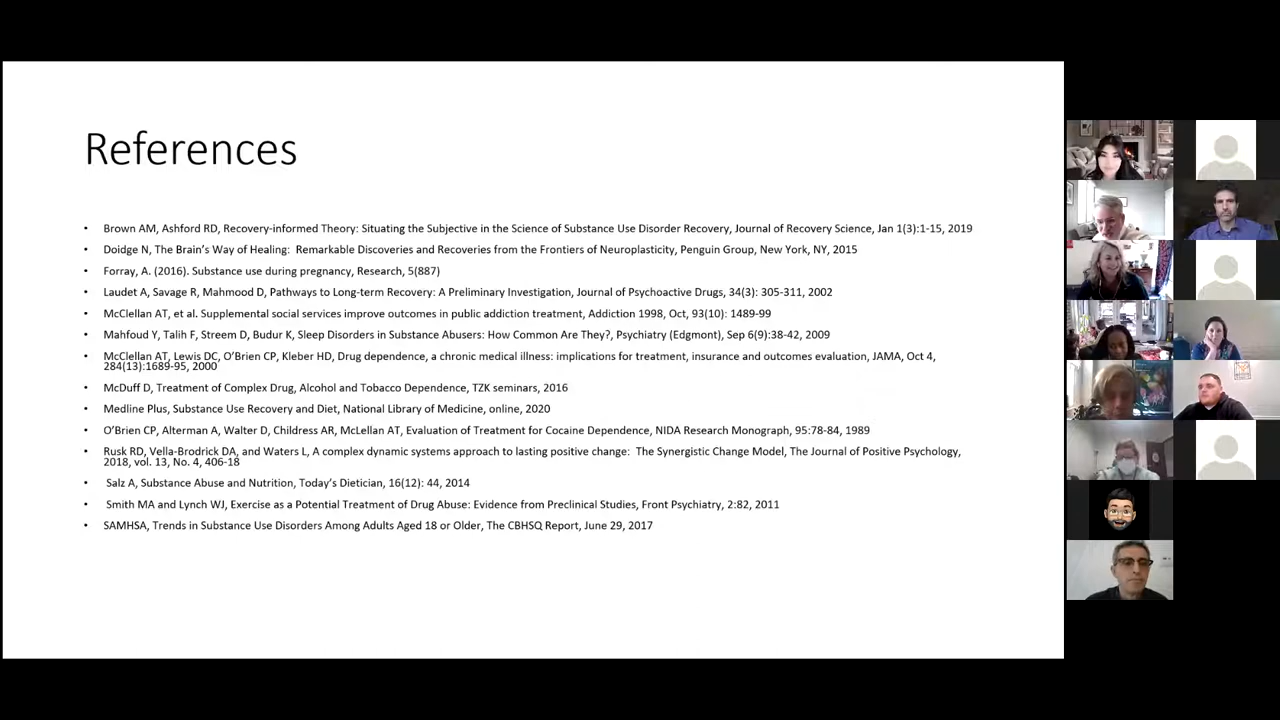 References
• Brown AM, Ashford RD, Recovery-informed Theory: Situating the Subjective in the Science of Substance Use Disorder Recovery, Journal of Recovery Science, Jan 1(3):1-15, 2019
• Doidge N, The Brain's Way of Healing:  Remarkable Discoveries and Recoveries from the Frontiers of Neuroplasticity, Penguin Group, New York, NY, 2015
• Forray, A. (2016). Substance use during pregnancy, Research, 5(887)
• Laudet A, Savage R, Mahmood D, Pathways to Long-term Recovery: A Preliminary Investigation, Journal of Psychoactive Drugs, 34(3): 305-311, 2002
• McClellan AT, et al. Supplemental social services improve outcomes in public addiction treatment, Addiction 1998, Oct, 93(10): 1489-99
• Mahfoud Y, Talih F, Streem D, Budur K, Sleep Disorders in Substance Abusers: How Common Are They?, Psychiatry (Edgmont), Sep 6(9):38-42, 2009
• McClellan AT, Lewis DC, O'Brien CP, Kleber HD, Drug dependence, a chronic medical illness: implications for treatment, insurance and outcomes evaluation, JAMA, Oct 4,
284(13):1689-95, 2000
• McDuff D, Treatment of Complex Drug, Alcohol and Tobacco Dependence, TZK seminars, 2016
• Medline Plus, Substance Use Recovery and Diet, National Library of Medicine, online, 2020
• O'Brien CP, Alterman A, Walter D, Childress AR, McLellan AT, Evaluation of Treatment for Cocaine Dependence, NIDA Research Monograph, 95:78-84, 1989
• Rusk RD, Vella-Brodrick DA, and Waters L, A complex dynamic systems approach to lasting positive change:  The Synergistic Change Model, The Journal of Positive Psychology,
2018, vol. 13, No. 4, 406-18
• Salz A, Substance Abuse and Nutrition, Today's Dietician, 16(12): 44, 2014
• Smith MA and Lynch WJ, Exercise as a Potential Treatment of Drug Abuse: Evidence from Preclinical Studies, Front Psychiatry, 2:82, 2011
• SAMHSA, Trends in Substance Use Disorders Among Adults Aged 18 or Older, The CBHSQ Report, June 29, 2017